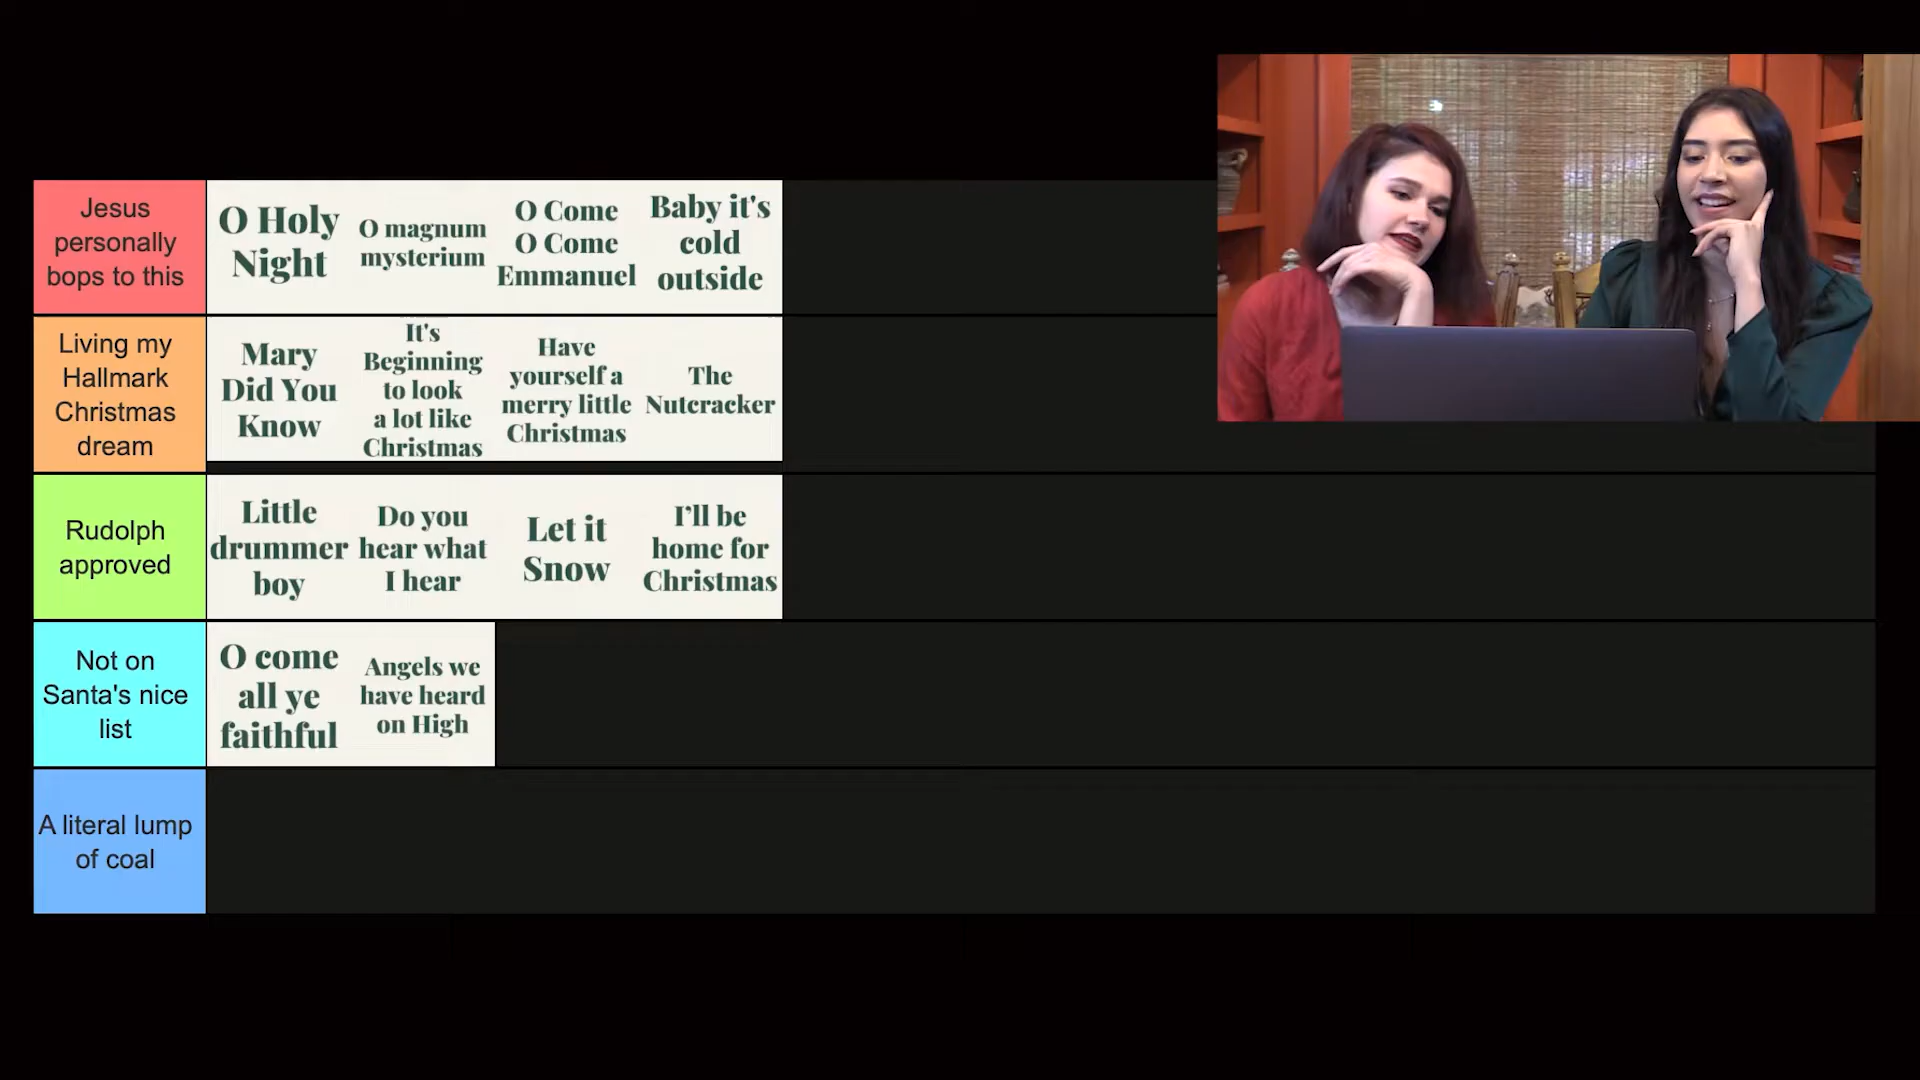 Jesus
personally
bops to this
O Holy
Night
O magnum
mysterium
O Come
O Come
Emmanuel
Baby it's
cold
outside
Living my
Hallmark
Christmas
dream
Mary
Did You
Know
It's
Beginning
to look
a lot like
Christmas
Have
yourself a
merry little
Christmas
The
Nutcracker
Rudolph
approved
Little
drummer
boy
Do you
hear what
I hear
Let it
Snow
I’ll be
home for
Christmas
Not on
Santa's nice
list
O come
all ye
faithful
Angels we
have heard
on High
A literal lump
of coal